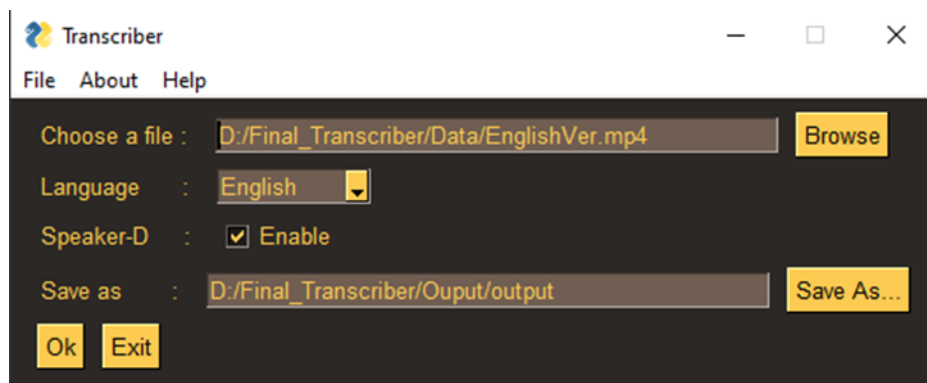 Transcriber
File About Help
Choose a file : D:/Final_Transcriber/Data/EnglishVer.mp4 Browse
Language : English
Speaker-D : Enable
Save as : D:/Final_Transcriber/Ouput/output Save As...
Ok Exit